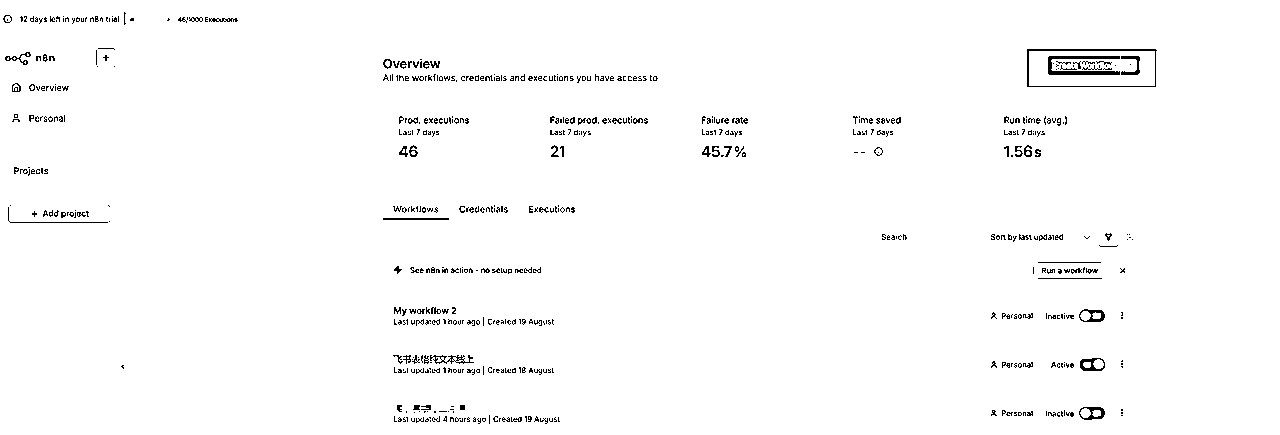 12 days left in your n8n trial
46/1000 Executions
n8n
+
Overview
Personal
Projects
+ Add project
Overview
All the workflows, credentials and executions you have access to
Create Workflow
Prod. executions
Last 7 days
46
Failed prod. executions
Last 7 days
21
Failure rate
Last 7 days
45.7%
Time saved
Last 7 days
--
Run time (avg.)
Last 7 days
1.56s
Workflows
Credentials
Executions
Search
Sort by last updated
See n8n in action - no setup needed
Run a workflow
My workflow 2
Last updated 1 hour ago | Created 19 August
Personal
Inactive
飞书表格纯文本线上
Last updated 1 hour ago | Created 18 August
Personal
Active
Last updated 4 hours ago | Created 19 August
Personal
Inactive